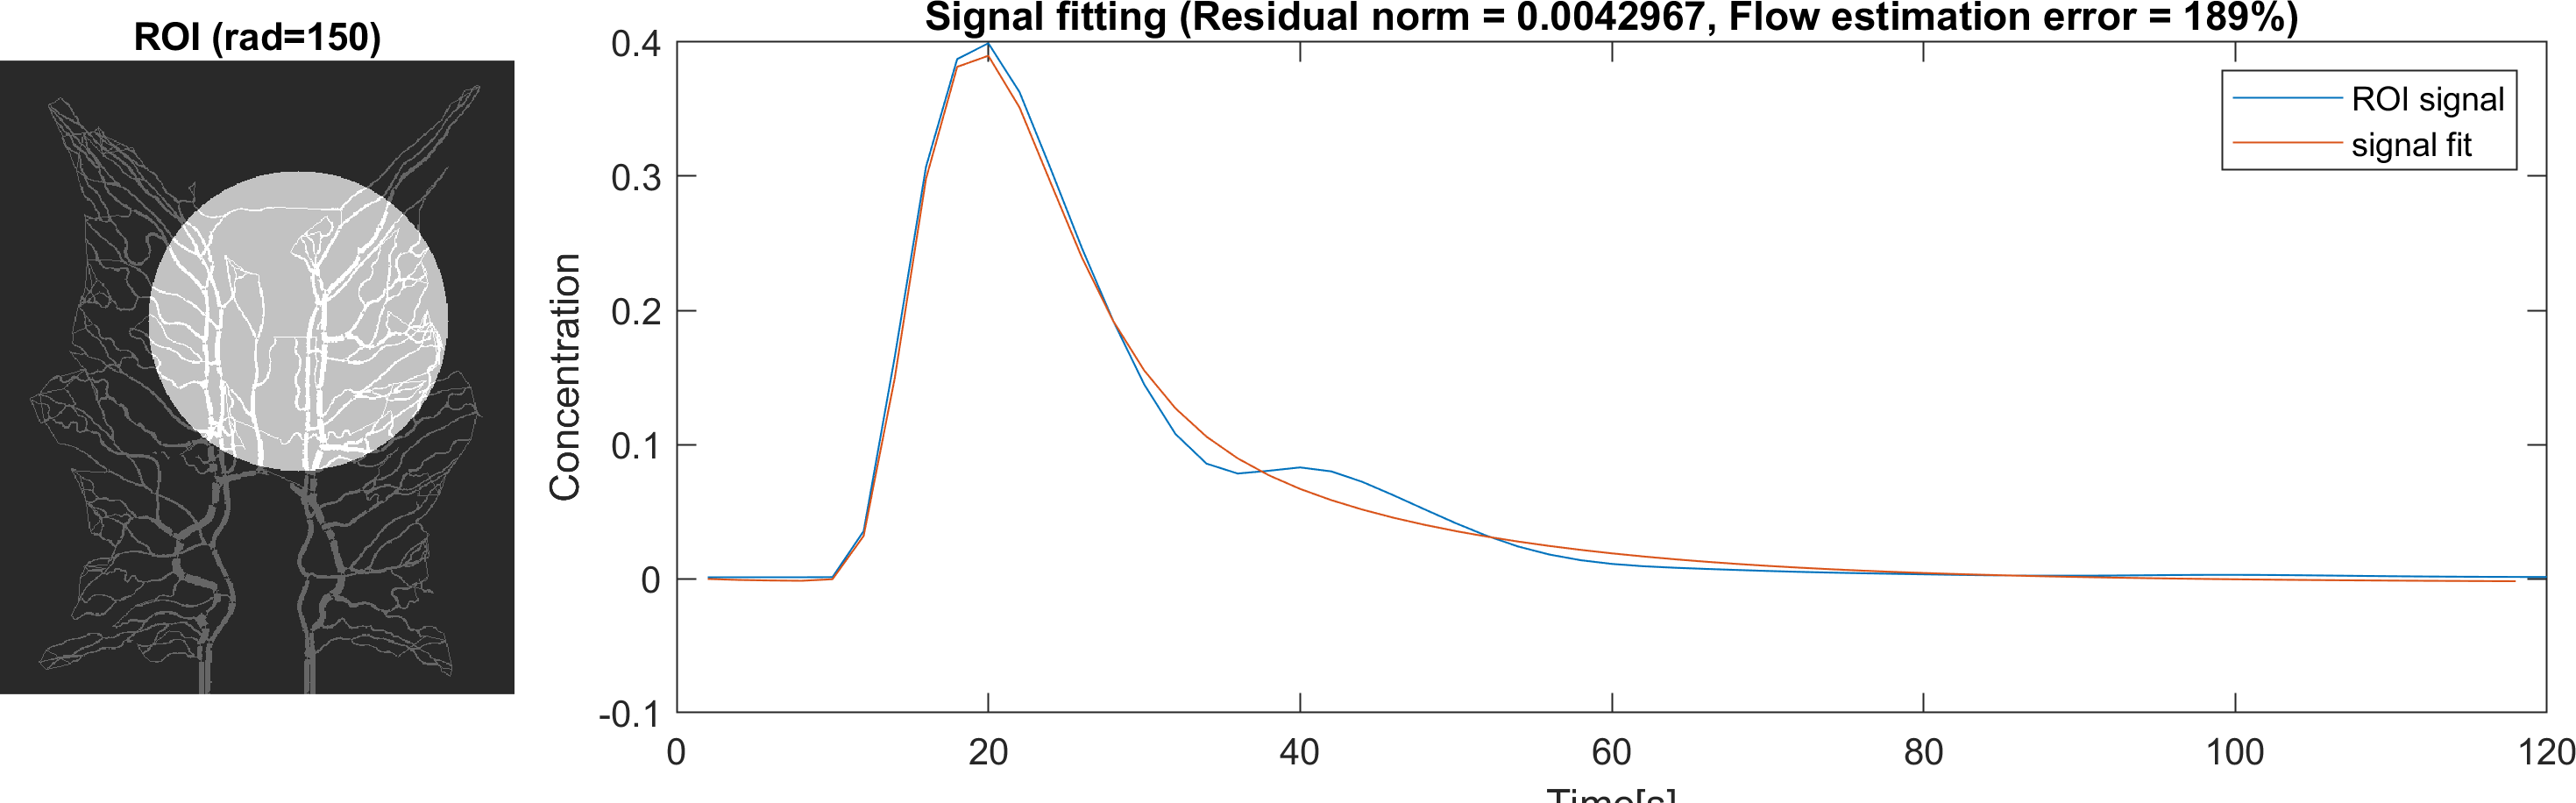 ROI (rad=150)
Signal fitting (Residual norm = 0.0042967, Flow estimation error = 189%)
0.4
0.3
0.2
0.1
0
-0.1
Concentration
ROI signal
signal fit
0 20 40 60 80 100 120
Time[s]